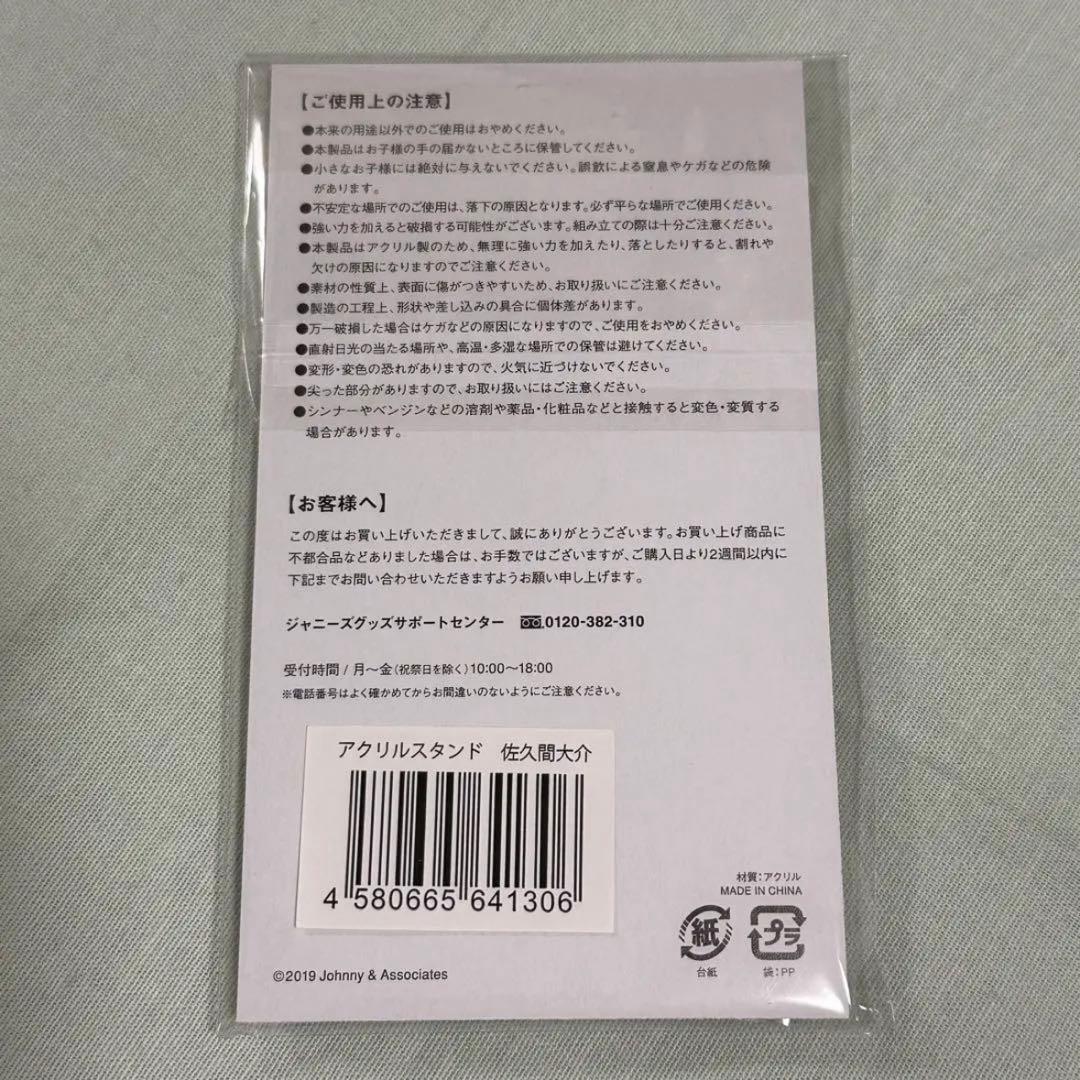 【ご使用上の注意】
●本来の用途以外でのご使用はおやめください。
●本製品はお子様の手の届かないところに保管してください。
●小さなお子様には絶対に与えないでください。誤飲による窒息やケガなどの危険
があります。
●不安定な場所でのご使用は、落下の原因となります。必ず平らな場所でご使用ください。
●強い力を加えると破損する可能性がございます。組み立ての際は十分ご注意ください。
●本製品はアクリル製のため、無理に強い力を加えたり、落としたりすると、割れや
欠けの原因になりますのでご注意ください。
●素材の性質上、表面に傷がつきやすいため、お取り扱いにご注意ください。
●製造の工程上、形状や差し込みの具合に個体差があります。
●万一破損した場合はケガなどの原因になりますので、ご使用をおやめください。
●直射日光の当たる場所や、高温・多湿な場所での保管は避けてください。
●変形・変色の恐れがありますので、火気に近づけないでください。
●尖った部分がありますので、お取り扱いにはご注意ください。
●シンナーやベンジンなどの溶剤や薬品・化粧品などと接触すると変色・変質する
場合があります。
【お客様へ】
この度はお買い上げいただきまして、誠にありがとうございます。お買い上げ商品に
不都合品などありました場合は、お手数ではございますが、ご購入日より2週間以内に
下記までお問い合わせいただきますようお願い申し上げます。
ジャニーズグッズサポートセンター 0120-382-310
受付時間 / 月〜金(祝祭日を除く)10:00〜18:00
※電話番号はよく確かめてからお間違いのないようにご注意ください。
アクリルスタンド 佐久間大介
4 580665 641306
材質:アクリル
MADE IN CHINA
紙 プラ
台紙 袋:PP
©2019 Johnny & Associates